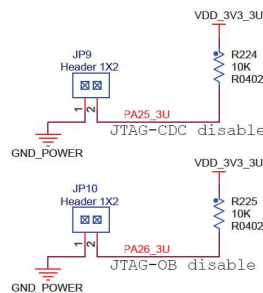 VDD_3V3_3U
JP9
Header 1X2
R224
10K
R0402
1
2
PA25_3U
JTAG-CDC disable
GND_POWER
VDD_3V3_3U
JP10
Header 1X2
R225
10K
R0402
1
2
PA26_3U
JTAG-OB disable
GND_POWER